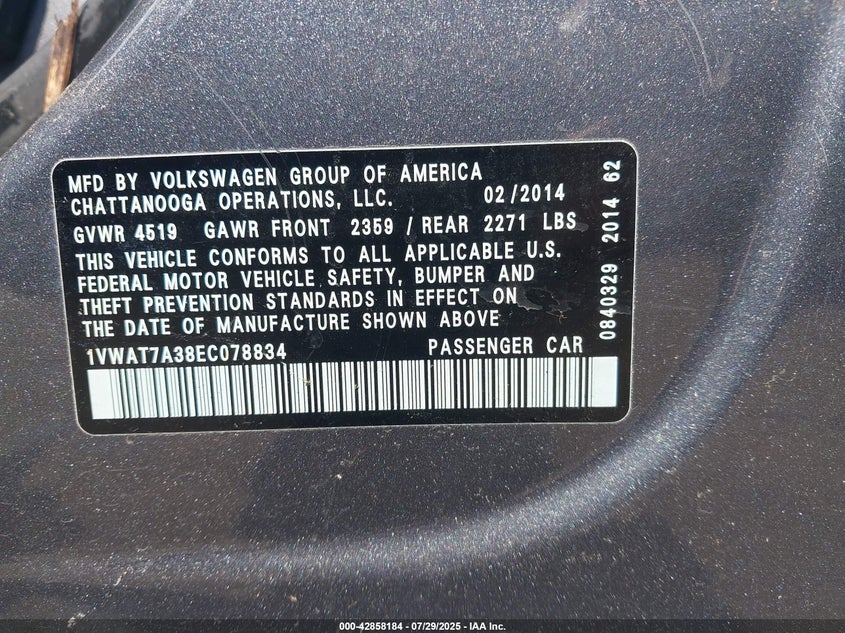 MFD BY VOLKSWAGEN GROUP OF AMERICA
CHATTANOOGA OPERATIONS, LLC. 02/2014
GVWR 4519 GAWR FRONT 2359 / REAR 2271 LBS
THIS VEHICLE CONFORMS TO ALL APPLICABLE U.S.
FEDERAL MOTOR VEHICLE SAFETY, BUMPER AND
THEFT PREVENTION STANDARDS IN EFFECT ON
THE DATE OF MANUFACTURE SHOWN ABOVE
1VWAT7A38EC078834 PASSENGER CAR
0840329 2014 62
000-42858184 - 07/29/2025 - IAA Inc.